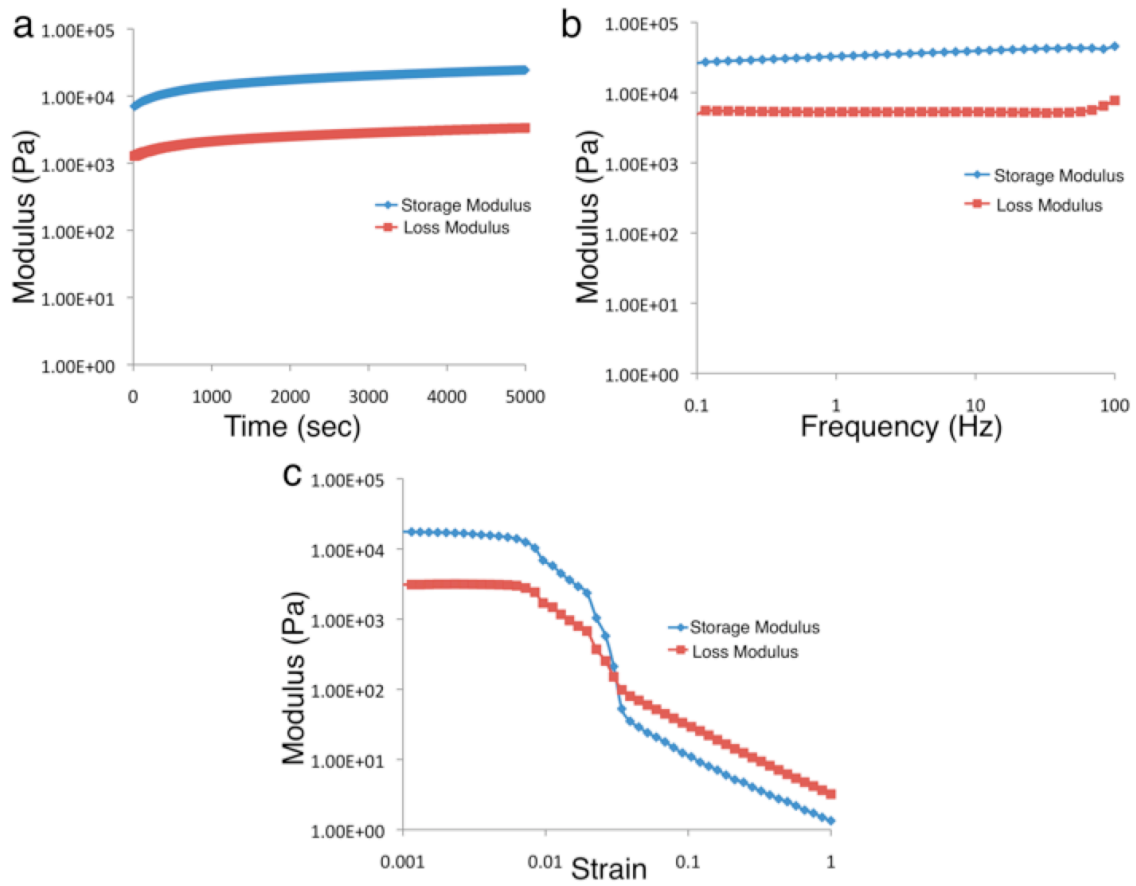 a
1.00E+05
1.00E+04
1.00E+03
1.00E+02
1.00E+01
1.00E+00
Modulus (Pa)
Storage Modulus
Loss Modulus
0 1000 2000 3000 4000 5000
Time (sec)
b
1.00E+05
1.00E+04
1.00E+03
1.00E+02
1.00E+01
1.00E+00
Modulus (Pa)
Storage Modulus
Loss Modulus
0.1 1 10 100
Frequency (Hz)
c
1.00E+05
1.00E+04
1.00E+03
1.00E+02
1.00E+01
1.00E+00
Modulus (Pa)
Storage Modulus
Loss Modulus
0.001 0.01 0.1 1
Strain